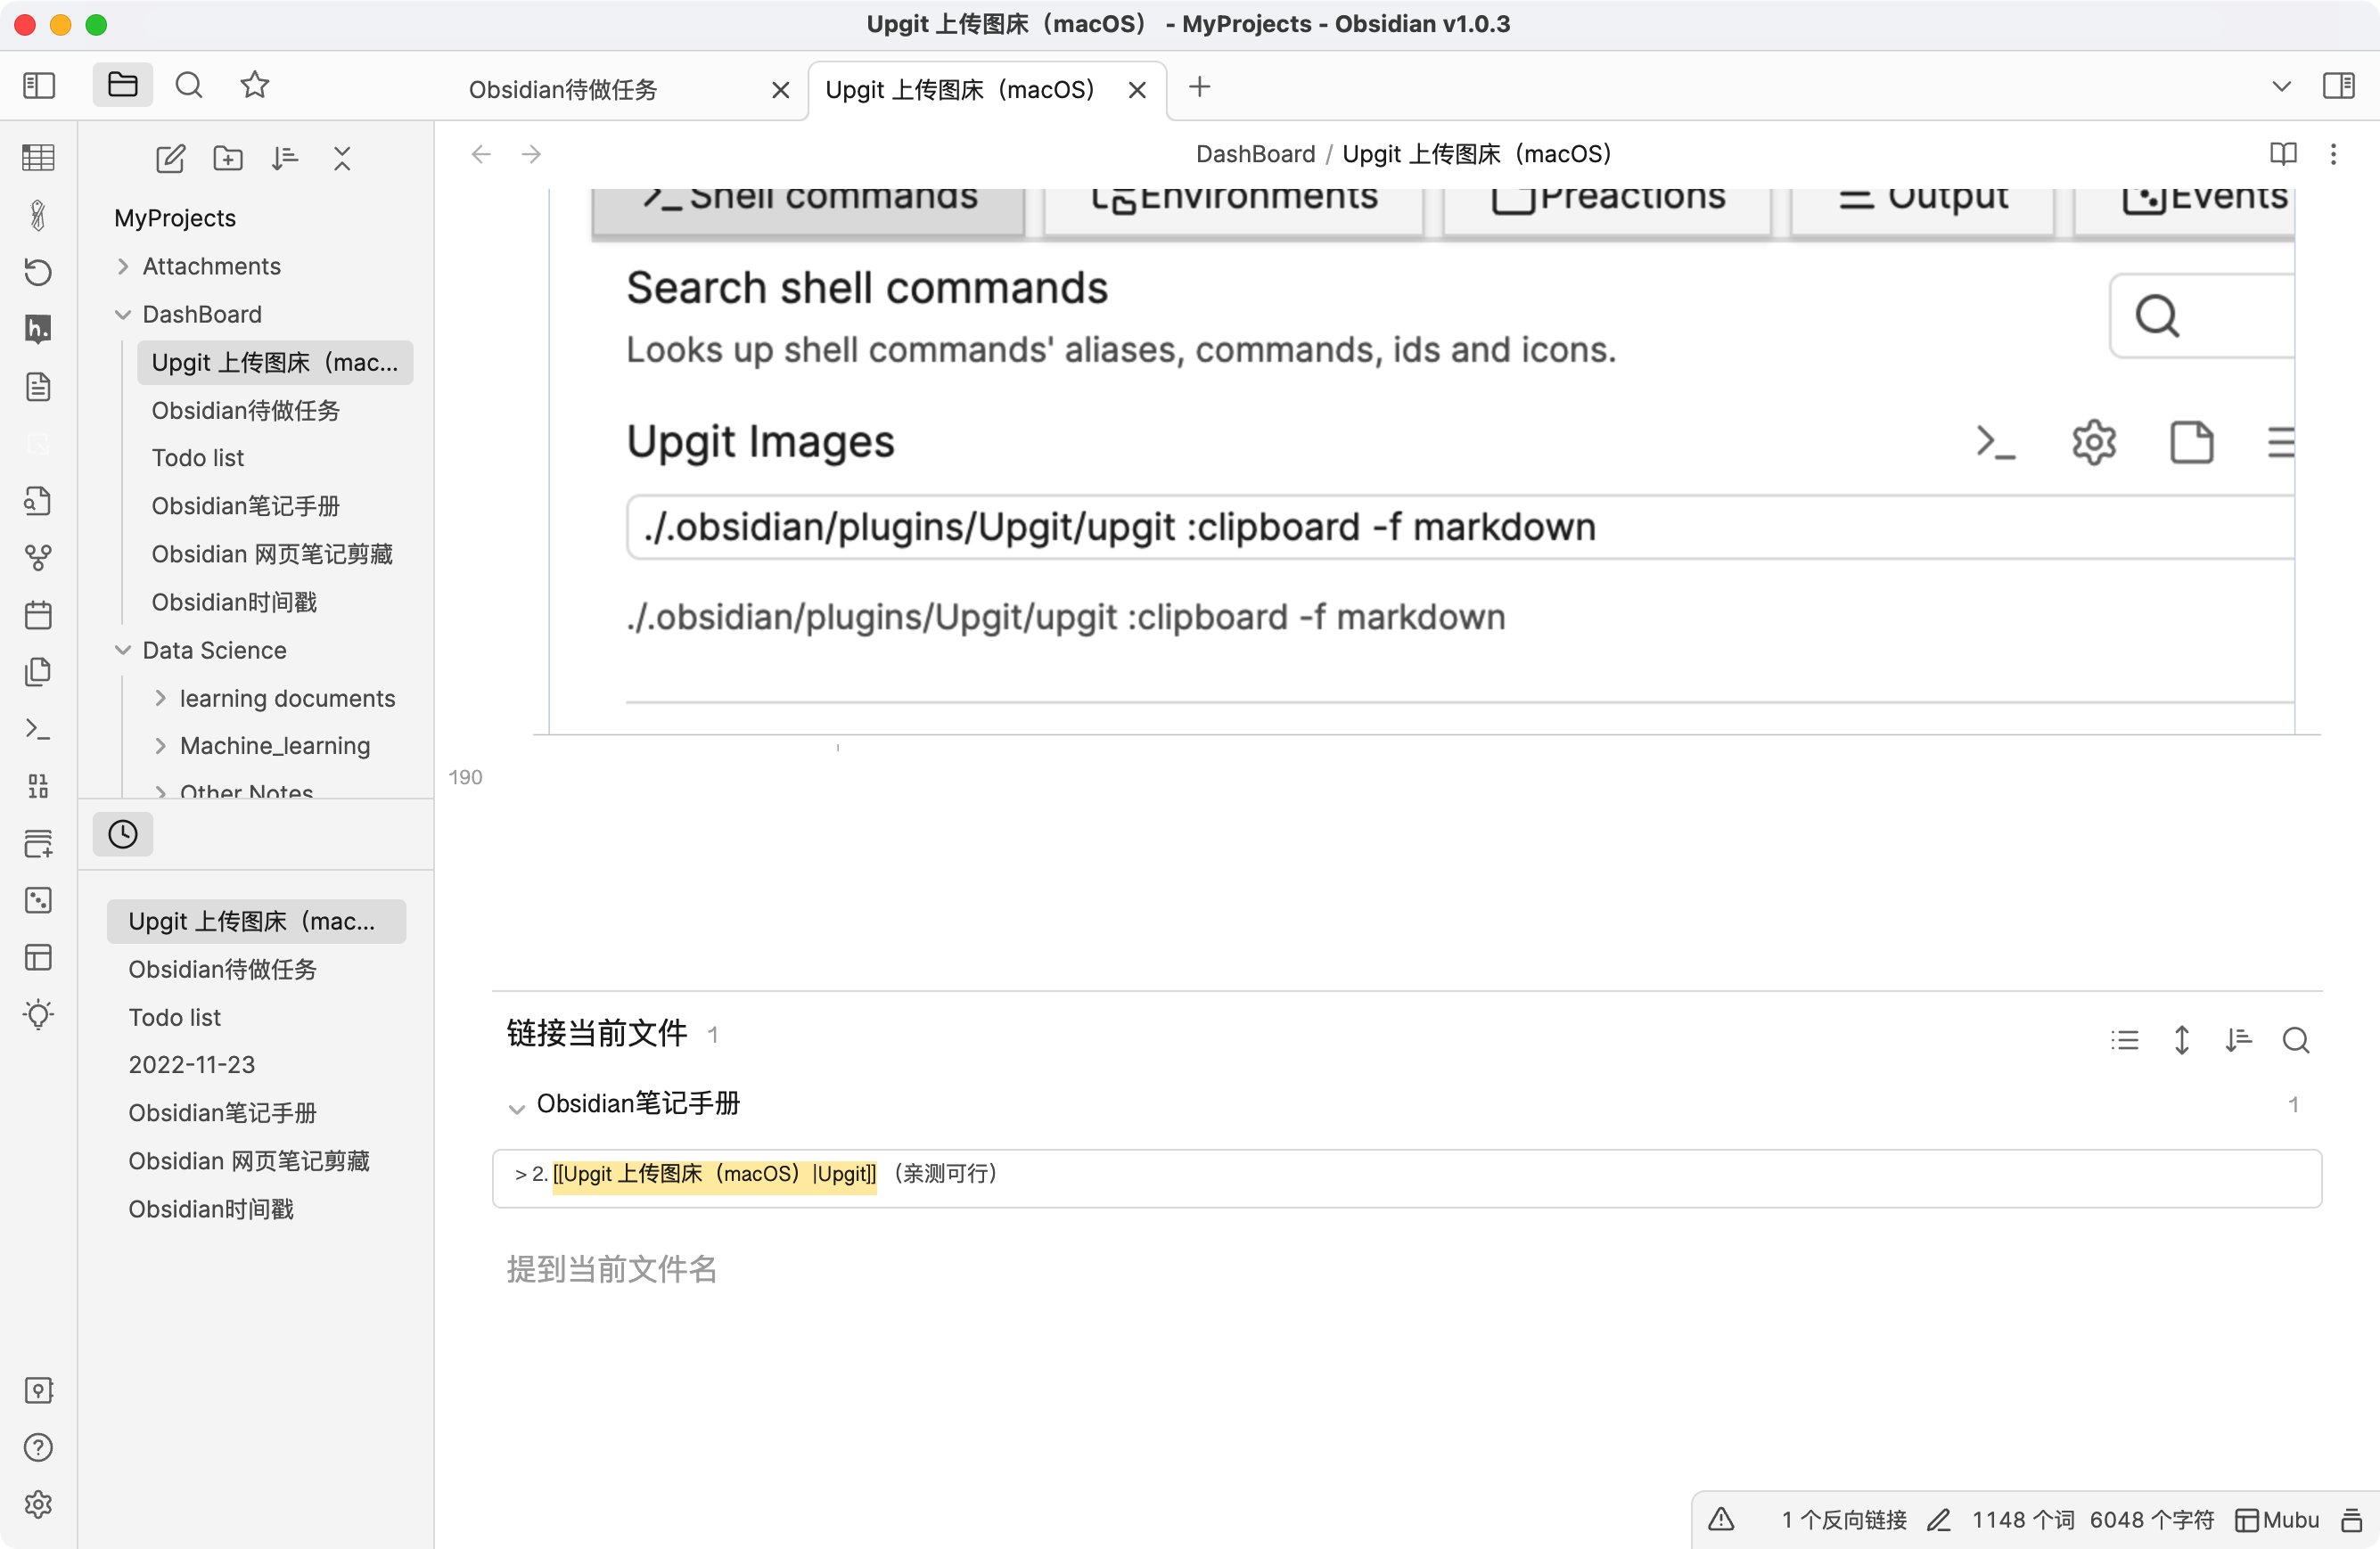 Upgit 上传图床（macOS） - MyProjects - Obsidian v1.0.3
Obsidian待做任务
Upgit 上传图床（macOS）
DashBoard / Upgit 上传图床（macOS）
MyProjects
Attachments
DashBoard
Upgit 上传图床（mac...
Obsidian待做任务
Todo list
Obsidian笔记手册
Obsidian 网页笔记剪藏
Obsidian时间戳
Data Science
learning documents
Machine_learning
Other Notes
Upgit 上传图床（mac...
Obsidian待做任务
Todo list
2022-11-23
Obsidian笔记手册
Obsidian 网页笔记剪藏
Obsidian时间戳
Shell commands
Environments
Preactions
Output
Events
Search shell commands
Looks up shell commands' aliases, commands, ids and icons.
Upgit Images
./.obsidian/plugins/Upgit/upgit :clipboard -f markdown
./.obsidian/plugins/Upgit/upgit :clipboard -f markdown
190
链接当前文件 1
Obsidian笔记手册 1
> 2. [[Upgit 上传图床（macOS）|Upgit]] （亲测可行）
提到当前文件名
1 个反向链接 1148 个词 6048 个字符 Mubu